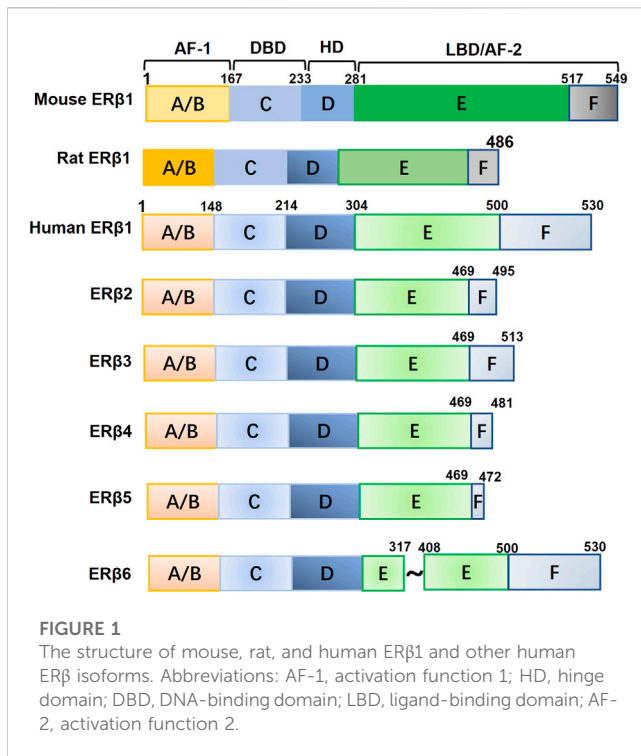 AF-1 DBD HD LBD/AF-2
1 167 233 281 517 549
Mouse ERβ1 A/B C D E F
486
Rat ERβ1 A/B C D E F
1 148 214 304 500 530
Human ERβ1 A/B C D E F
469 495
ERβ2 A/B C D E F
469 513
ERβ3 A/B C D E F
469 481
ERβ4 A/B C D E F
469 472
ERβ5 A/B C D E F
317 408 500 530
ERβ6 A/B C D E ~ E F
FIGURE 1
The structure of mouse, rat, and human ERβ1 and other human
ERβ isoforms. Abbreviations: AF-1, activation function 1; HD, hinge
domain; DBD, DNA-binding domain; LBD, ligand-binding domain; AF-
2, activation function 2.